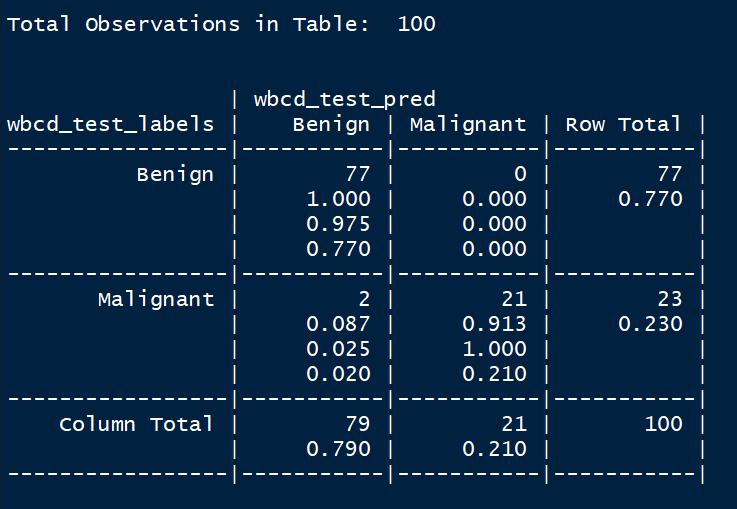 Total Observations in Table:  100
                  | wbcd_test_pred
wbcd_test_labels |    Benign | Malignant | Row Total |
-----------------|-----------|-----------|-----------|
          Benign |        77 |         0 |        77 |
                 |     1.000 |     0.000 |     0.770 |
                 |     0.975 |     0.000 |           |
                 |     0.770 |     0.000 |           |
-----------------|-----------|-----------|-----------|
       Malignant |         2 |        21 |        23 |
                 |     0.087 |     0.913 |     0.230 |
                 |     0.025 |     1.000 |           |
                 |     0.020 |     0.210 |           |
-----------------|-----------|-----------|-----------|
    Column Total |        79 |        21 |       100 |
                 |     0.790 |     0.210 |           |
-----------------|-----------|-----------|-----------|